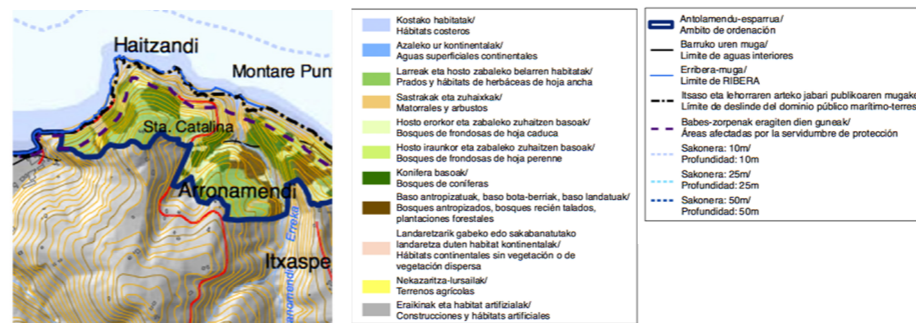 Haitzandi
Montare Pun
Sta. Catalina
Arronamendi
Itxaspe
Erreka
Kostako habitatak/
Hábitats costeros
Azaleko ur kontinentalak/
Aguas superficiales continentales
Larreak eta hosto zabaleko belarren habitatak/
Prados y hábitats de herbáceas de hoja ancha
Sastrakak eta zuhaixkak/
Matorrales y arbustos
Hosto erorkor eta zabaleko zuhaitzen basoak/
Bosques de frondosas de hoja caduca
Hosto iraunkor eta zabaleko zuhaitzen basoak/
Bosques de frondosas de hoja perenne
Konifera basoak/
Bosques de coníferas
Baso antropizatuak, baso bota-berriak, baso landatuak/
Bosques antropizados, bosques recién talados,
plantaciones forestales
Landaretzarik gabeko edo sakabanatutako
landaretza duten habitat kontinentalak/
Hábitats continentales sin vegetación o de
vegetación dispersa
Nekazaritza-lursailak/
Terrenos agrícolas
Eraikinak eta habitat artifizialak/
Construcciones y hábitats artificiales
Antolamendu-esparrua/
Ambito de ordenación
Barruko uren muga/
Limite de aguas interiores
Erribera-muga/
Limite de RIBERA
Itsaso eta lehorraren arteko jabari publikoaren mugake
Límite de deslinde del dominio público marítimo-terres
Babes-zorpenak eragiten dien guneak/
Áreas afectadas por la servidumbre de protección
Sakonera: 10m/
Profundidad: 10m
Sakonera: 25m/
Profundidad: 25m
Sakonera: 50m/
Profundidad: 50m